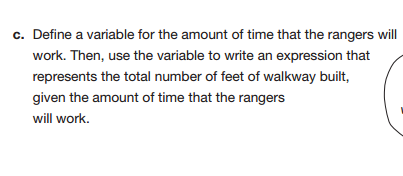 c. Define a variable for the amount of time that the rangers will
work. Then, use the variable to write an expression that
represents the total number of feet of walkway built,
given the amount of time that the rangers
will work.